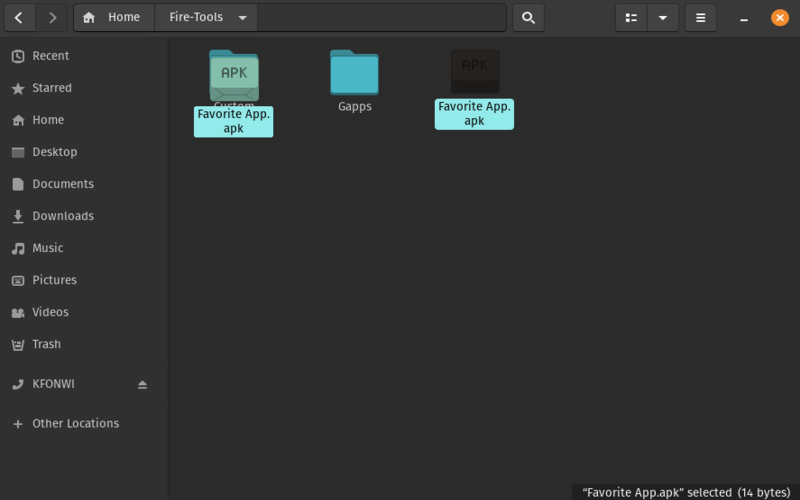 Home
Fire-Tools
Recent
Starred
Home
Desktop
Documents
Downloads
Music
Pictures
Videos
Trash
KFONWI
Other Locations
APK
Custom
Favorite App.
apk
Gapps
APK
Favorite App.
apk
“Favorite App.apk” selected (14 bytes)